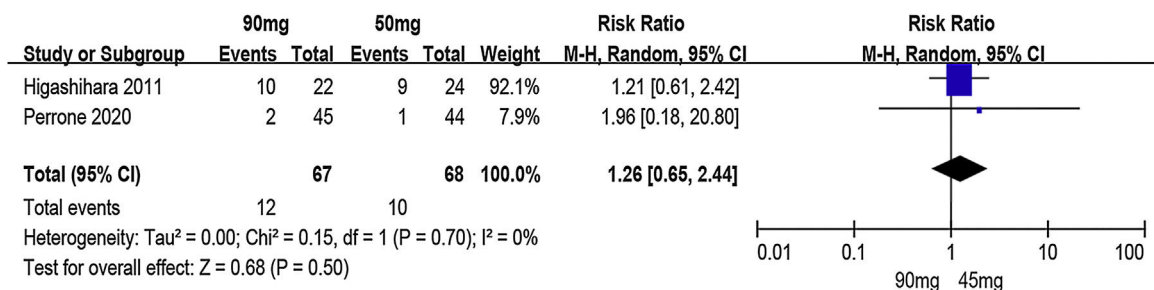 90mg 50mg Risk Ratio Risk Ratio
Study or Subgroup Events Total Events Total Weight M-H, Random, 95% CI M-H, Random, 95% CI
Higashihara 2011 10 22 9 24 92.1% 1.21 [0.61, 2.42]
Perrone 2020 2 45 1 44 7.9% 1.96 [0.18, 20.80]
Total (95% CI) 67 68 100.0% 1.26 [0.65, 2.44]
Total events 12 10
Heterogeneity: Tau² = 0.00; Chi² = 0.15, df = 1 (P = 0.70); I² = 0%
Test for overall effect: Z = 0.68 (P = 0.50)
0.01 0.1 1 10 100
90mg 45mg